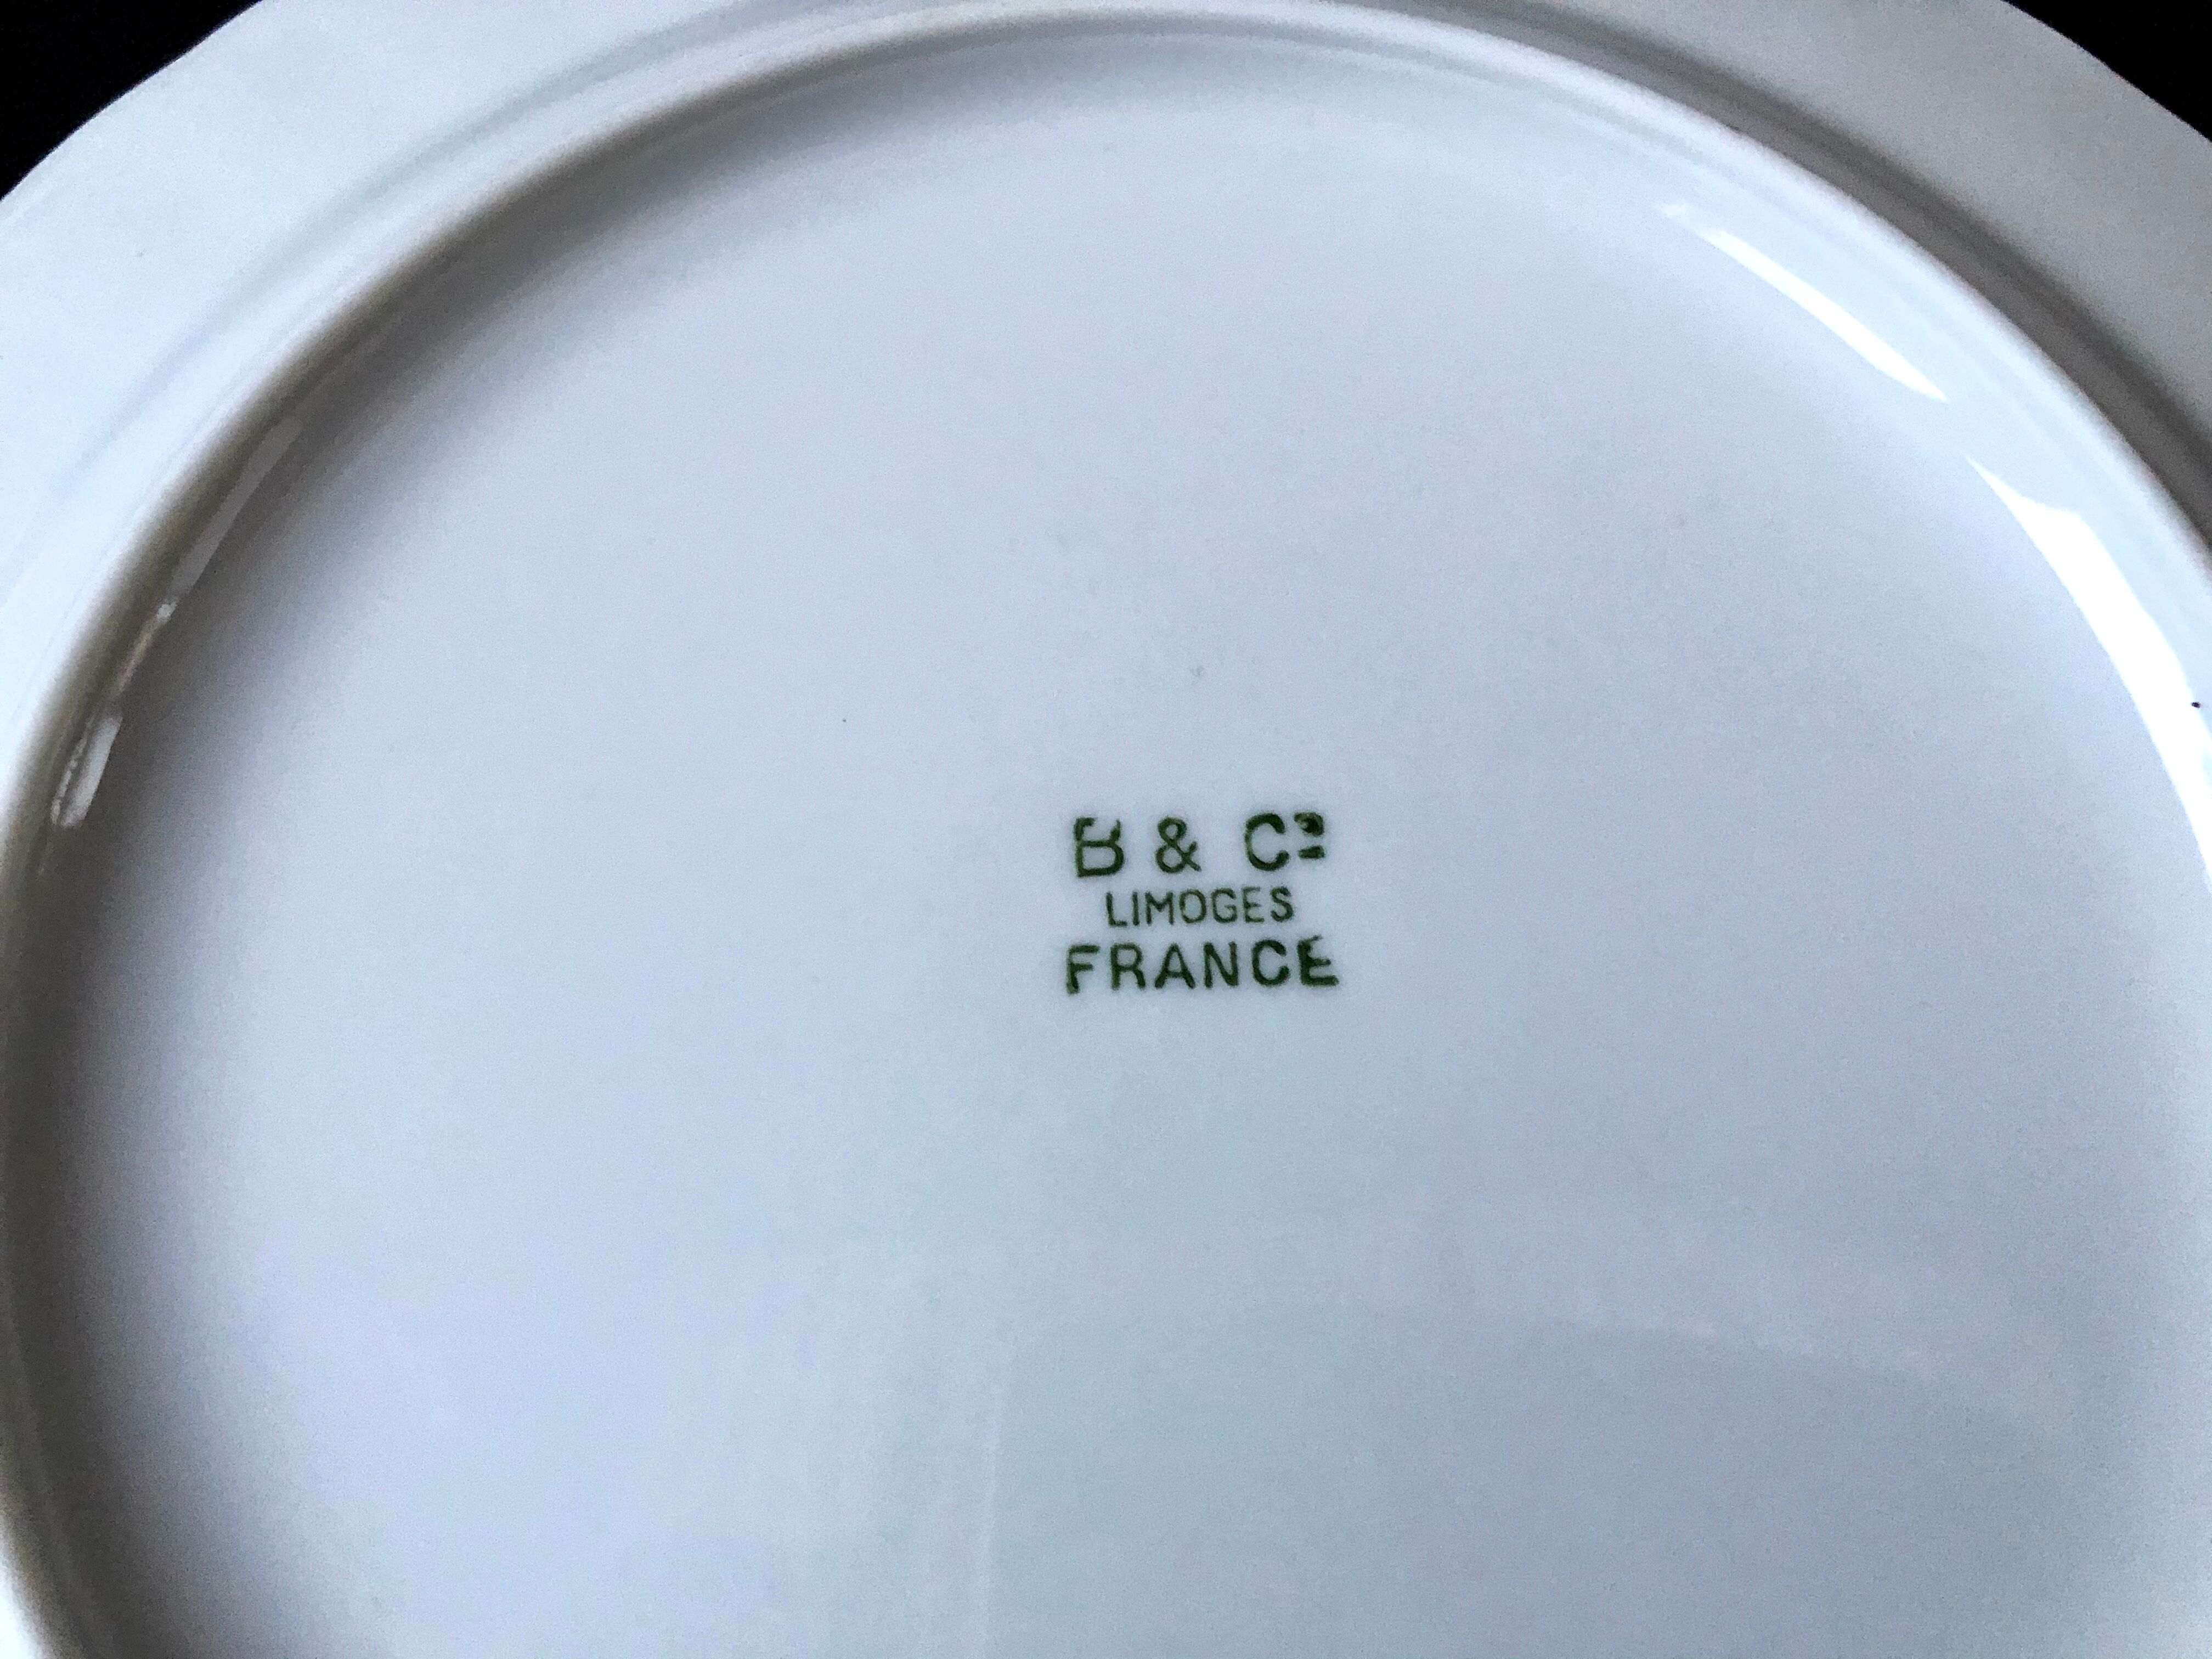 B & Cº
LIMOGES
FRANCE